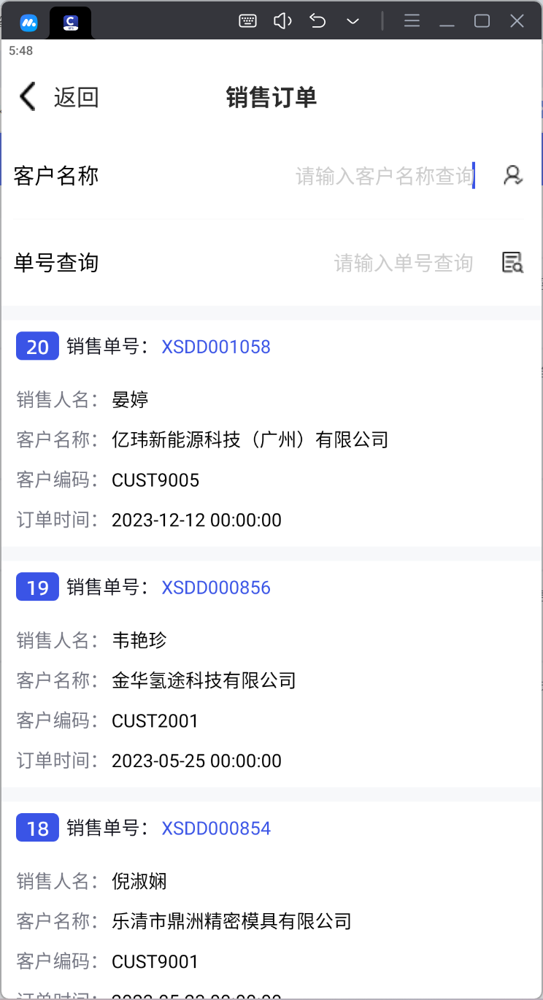 5:48
返回
销售订单
客户名称 请输入客户名称查询
单号查询 请输入单号查询
20 销售单号： XSDD001058
销售人名： 晏婷
客户名称： 亿玮新能源科技（广州）有限公司
客户编码： CUST9005
订单时间： 2023-12-12 00:00:00
19 销售单号： XSDD000856
销售人名： 韦艳珍
客户名称： 金华氢途科技有限公司
客户编码： CUST2001
订单时间： 2023-05-25 00:00:00
18 销售单号： XSDD000854
销售人名： 倪淑娴
客户名称： 乐清市鼎洲精密模具有限公司
客户编码： CUST9001
订单时间：